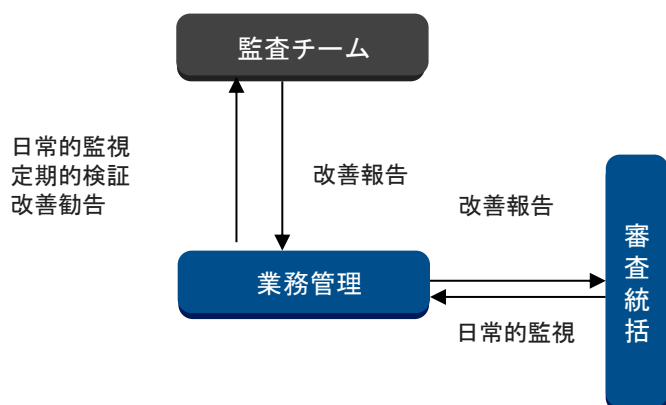 監査チーム
日常的監視
定期的検証
改善勧告
改善報告
改善報告
業務管理
日常的監視
審査統括